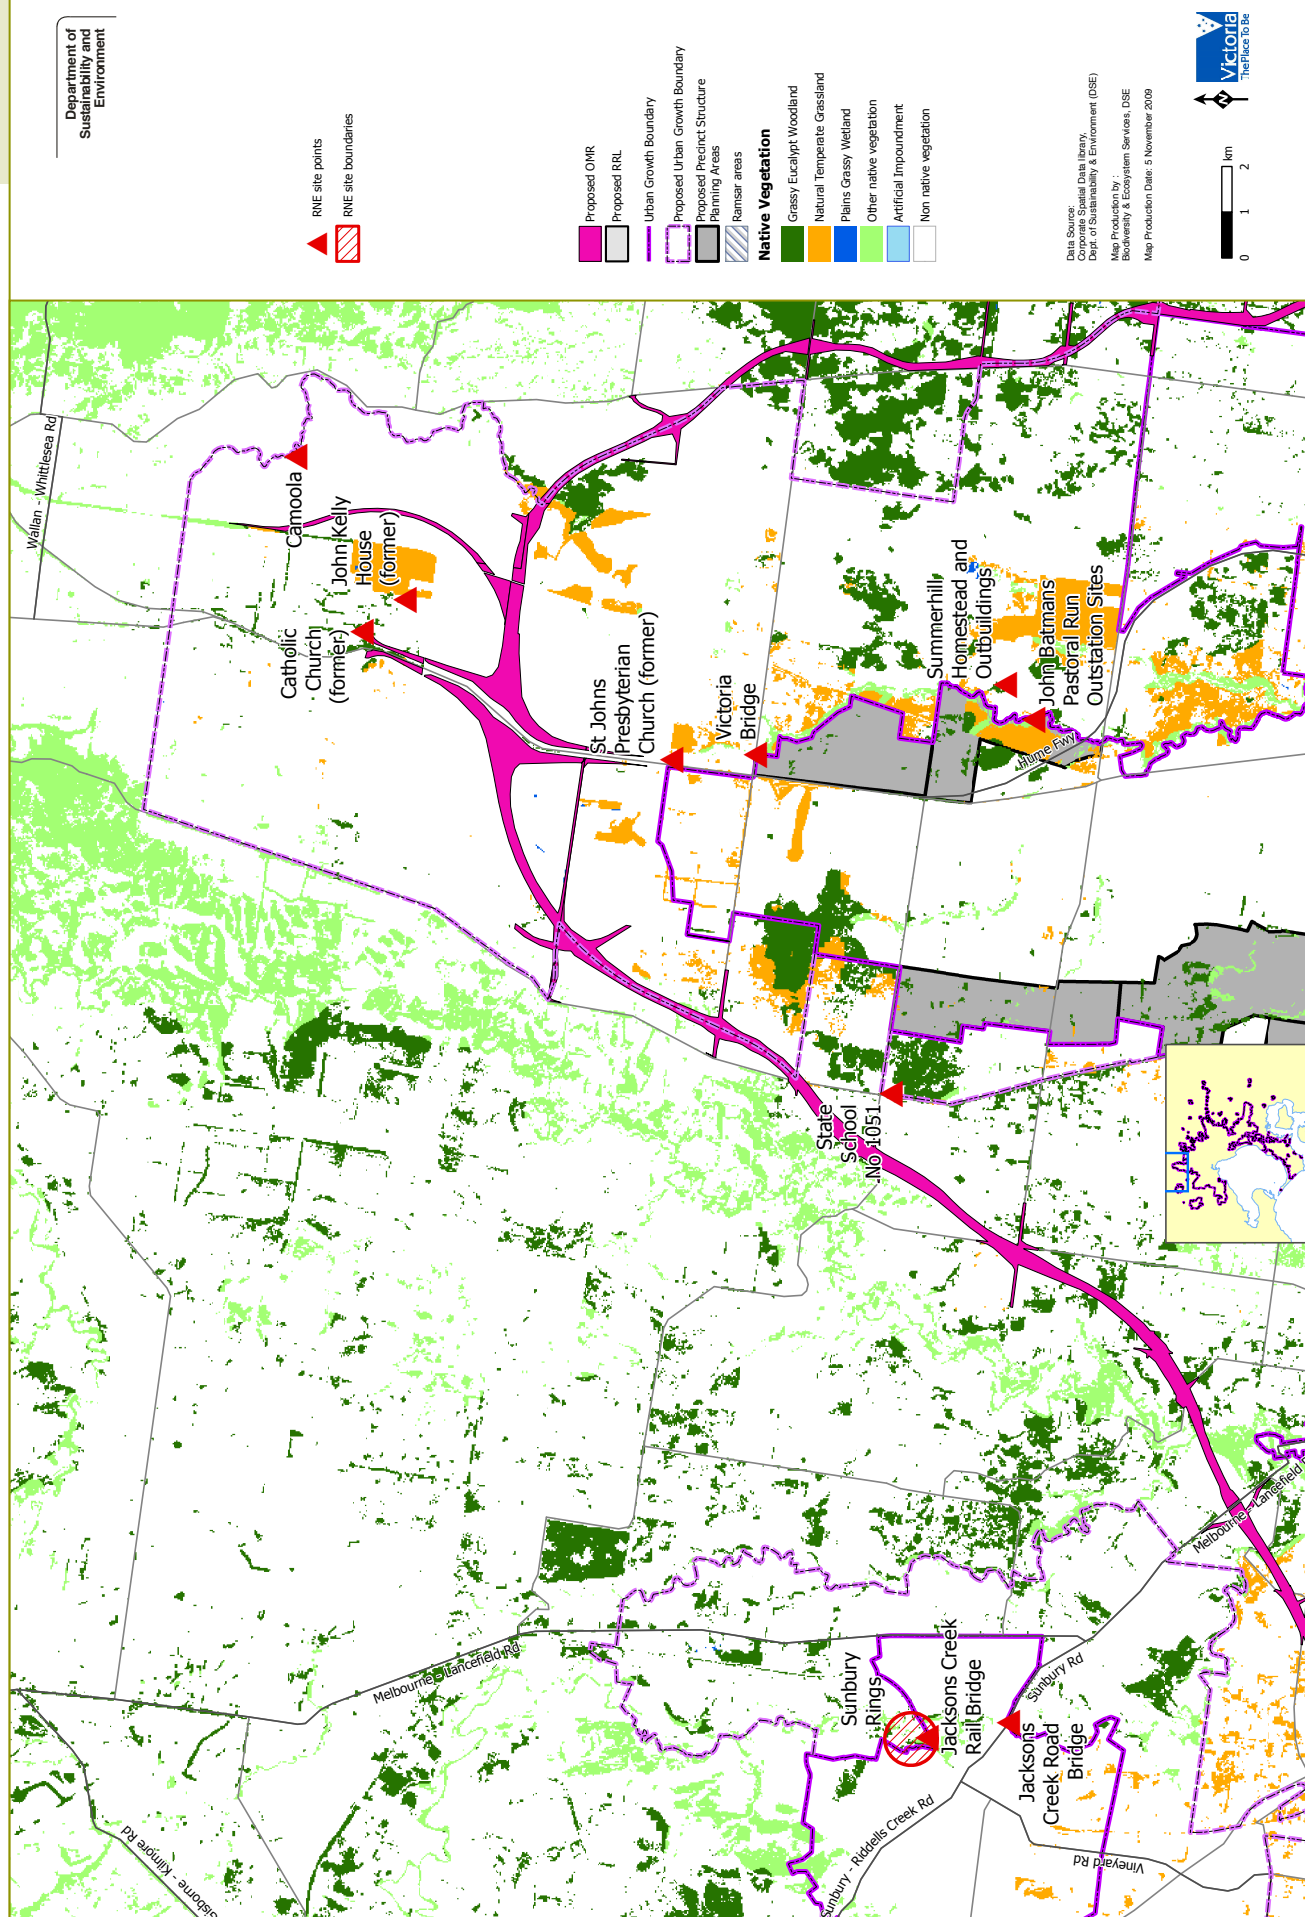 Department of
Sustainability and
Environment
RNE site points
RNE site boundaries
Proposed OMR
Proposed RRL
Urban Growth Boundary
Proposed Urban Growth Boundary
Proposed Precinct Structure
Planning Areas
Ramsar areas
Native Vegetation
Grassy Eucalypt Woodland
Natural Temperate Grassland
Plains Grassy Wetland
Other native vegetation
Artificial Impoundment
Non native vegetation
Data Source:
Corporate Spatial Data library,
Dept. of Sustainability & Environment (DSE)
Map Production by :
Biodiversity & Ecosystem Services, DSE
Map Production Date: 5 November 2009
0 1 2
km
N
Victoria
The Place To Be
Wallan - Whittlesea Rd
Camoola
John Kelly
House
(former)
Catholic
Church
(former)
St Johns
Presbyterian
Church (former)
Victoria
Bridge
Summerhill
Homestead and
Outbuildings
John Batmans
Pastoral Run
Outstation Sites
Hume Fwy
State
School
No 1051
Melbourne - Lancefield Rd
Melbourne - Lancefield
Sunbury
Rings
Jacksons Creek
Rail Bridge
Sunbury Rd
Jacksons
Creek Road
Bridge
Sunbury - Riddells Creek Rd
Vineyard Rd
Gisborne - Kilmore Rd